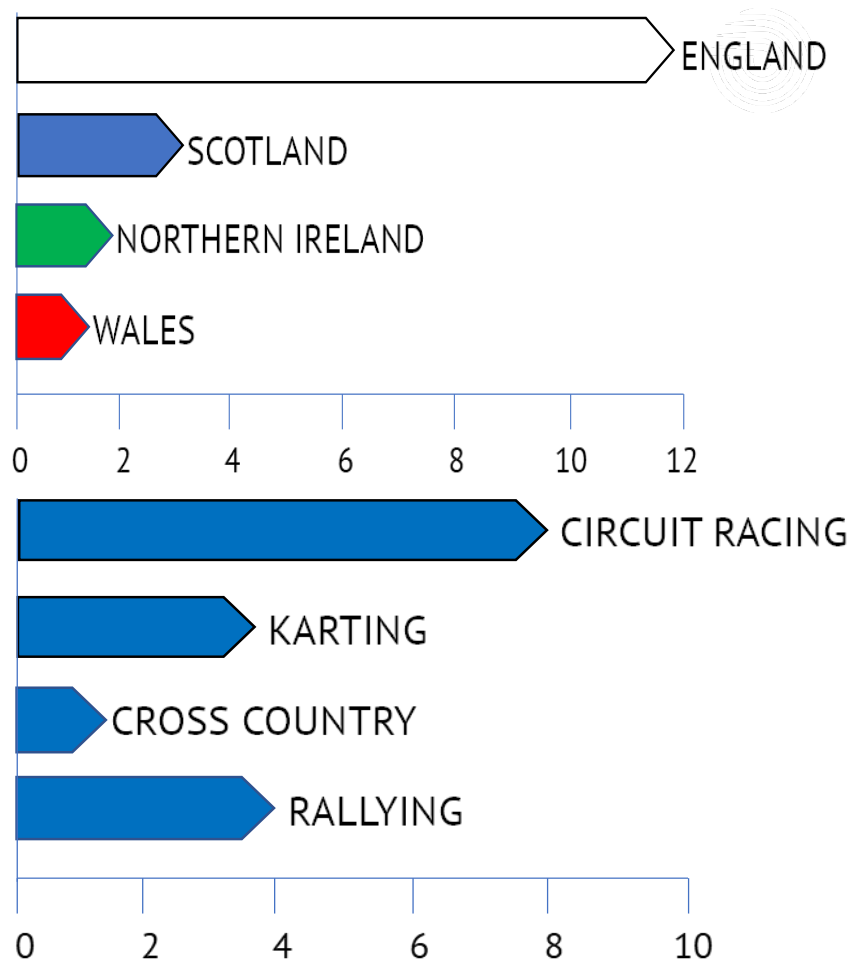 ENGLAND
SCOTLAND
NORTHERN IRELAND
WALES
0 2 4 6 8 10 12
CIRCUIT RACING
KARTING
CROSS COUNTRY
RALLYING
0 2 4 6 8 10